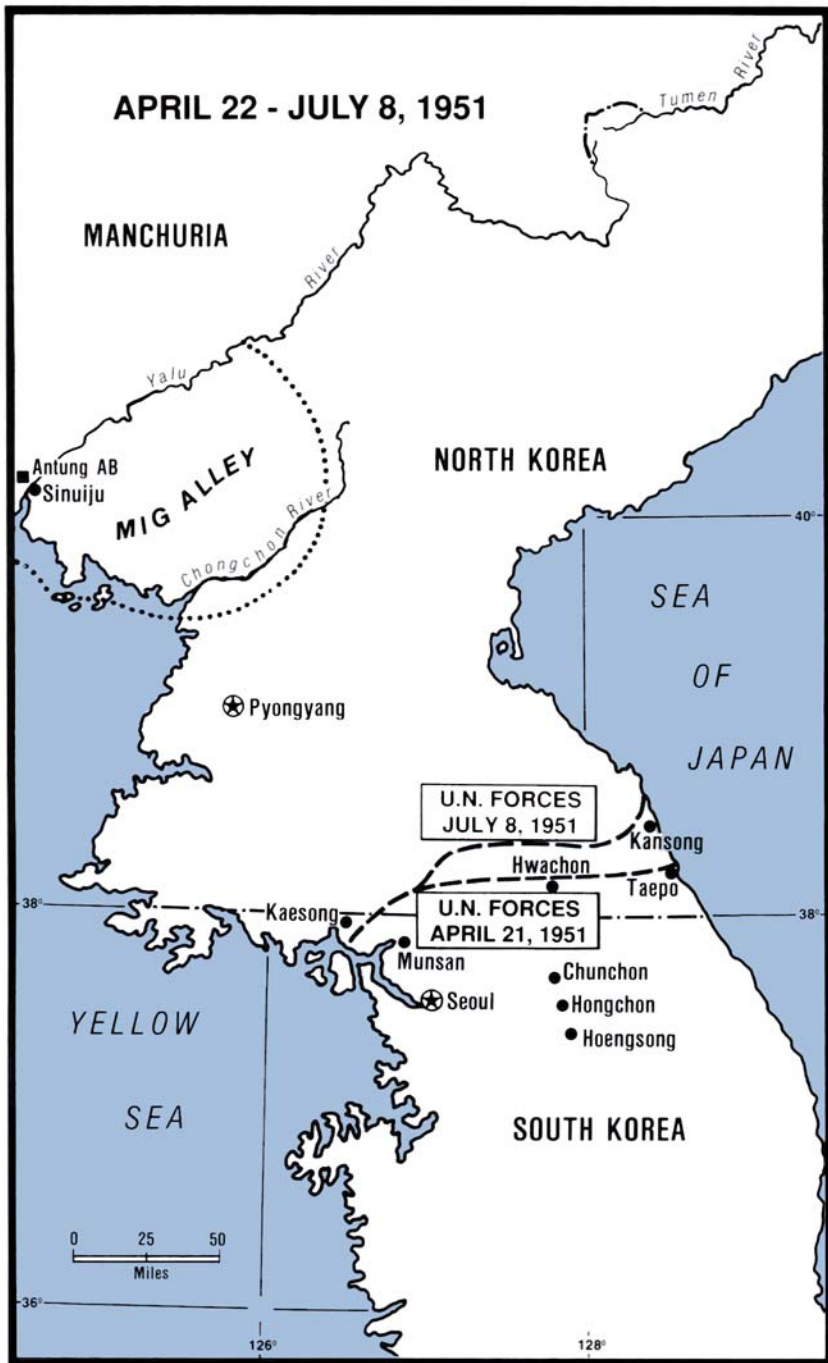 APRIL 22 - JULY 8, 1951
Tumen
River
MANCHURIA
River
Yalu
Antung AB
Sinuiju
MIG ALLEY
Chongchon River
NORTH KOREA
40°
SEA
OF
JAPAN
Pyongyang
U.N. FORCES
JULY 8, 1951
Kansong
Hwachon
Taepo
38°
Kaesong
U.N. FORCES
APRIL 21, 1951
38°
Munsan
Chunchon
Seoul
Hongchon
Hoengsong
YELLOW
SEA
SOUTH KOREA
0 25 50
Miles
36°
126°
128°